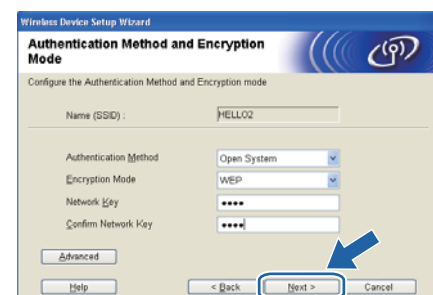 Wireless Device Setup Wizard
Authentication Method and Encryption
Mode
Configure the Authentication Method and Encryption mode
Name (SSID) : HELLO2
Authentication Method Open System
Encryption Mode WEP
Network Key ••••
Confirm Network Key ••••
Advanced
Help < Back Next > Cancel